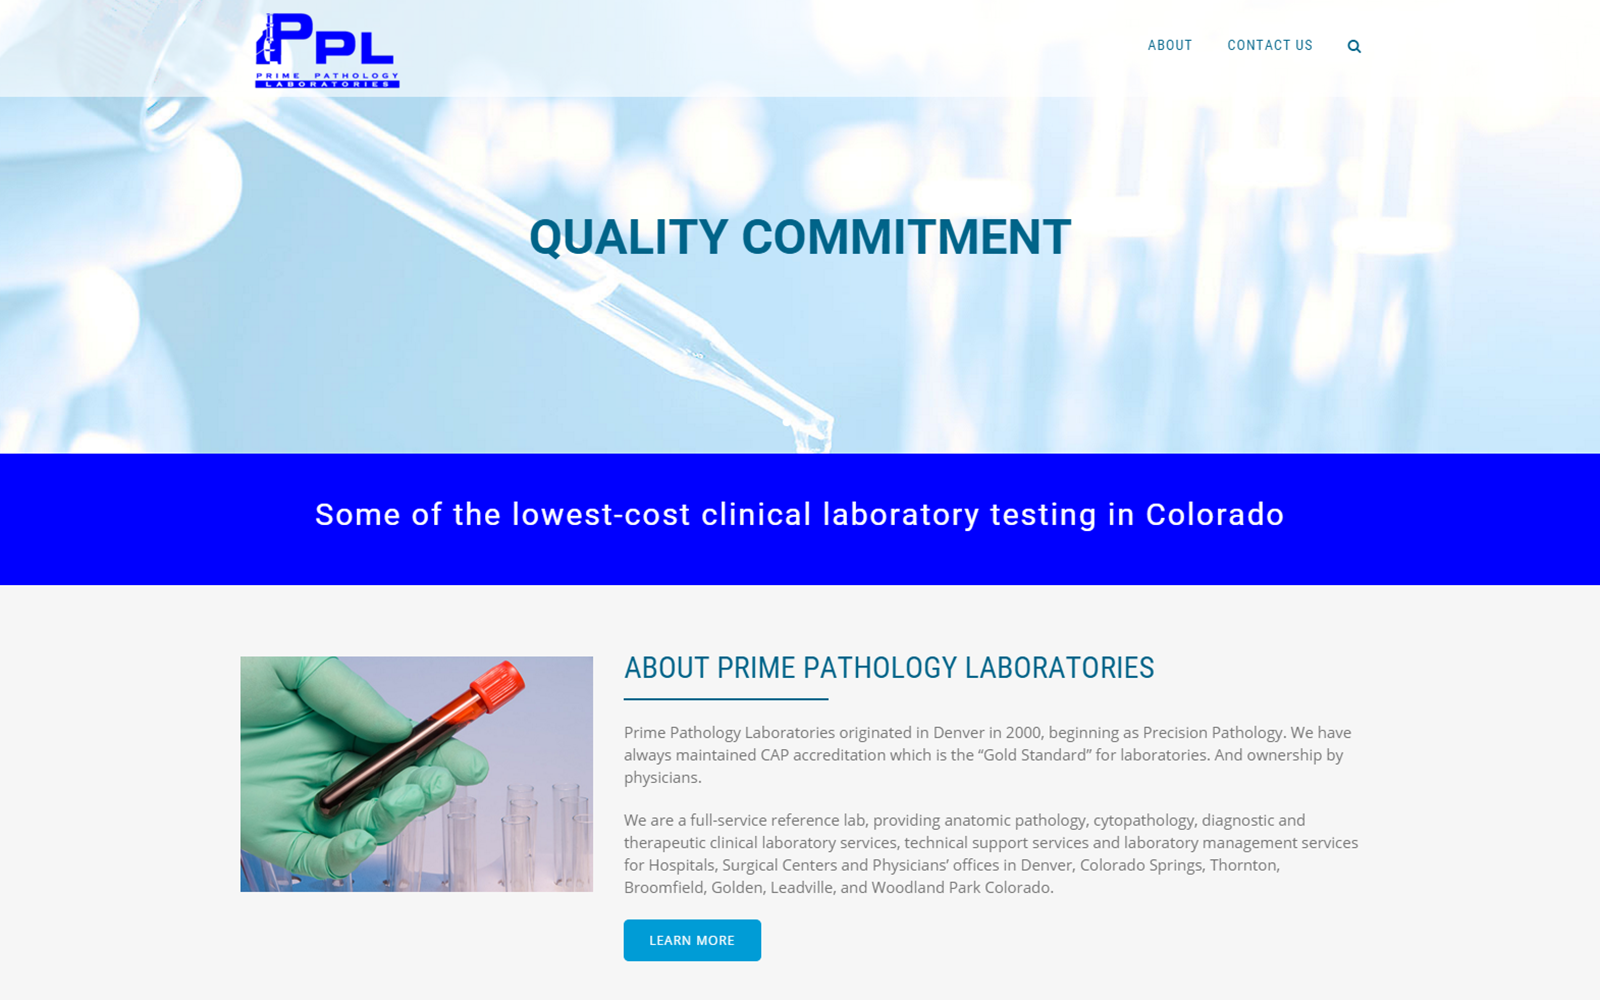 PPL
PRIME PATHOLOGY
LABORATORIES
ABOUT
CONTACT US
QUALITY COMMITMENT
Some of the lowest-cost clinical laboratory testing in Colorado
ABOUT PRIME PATHOLOGY LABORATORIES
Prime Pathology Laboratories originated in Denver in 2000, beginning as Precision Pathology. We have
always maintained CAP accreditation which is the “Gold Standard” for laboratories. And ownership by
physicians.
We are a full-service reference lab, providing anatomic pathology, cytopathology, diagnostic and
therapeutic clinical laboratory services, technical support services and laboratory management services
for Hospitals, Surgical Centers and Physicians’ offices in Denver, Colorado Springs, Thornton,
Broomfield, Golden, Leadville, and Woodland Park Colorado.
LEARN MORE